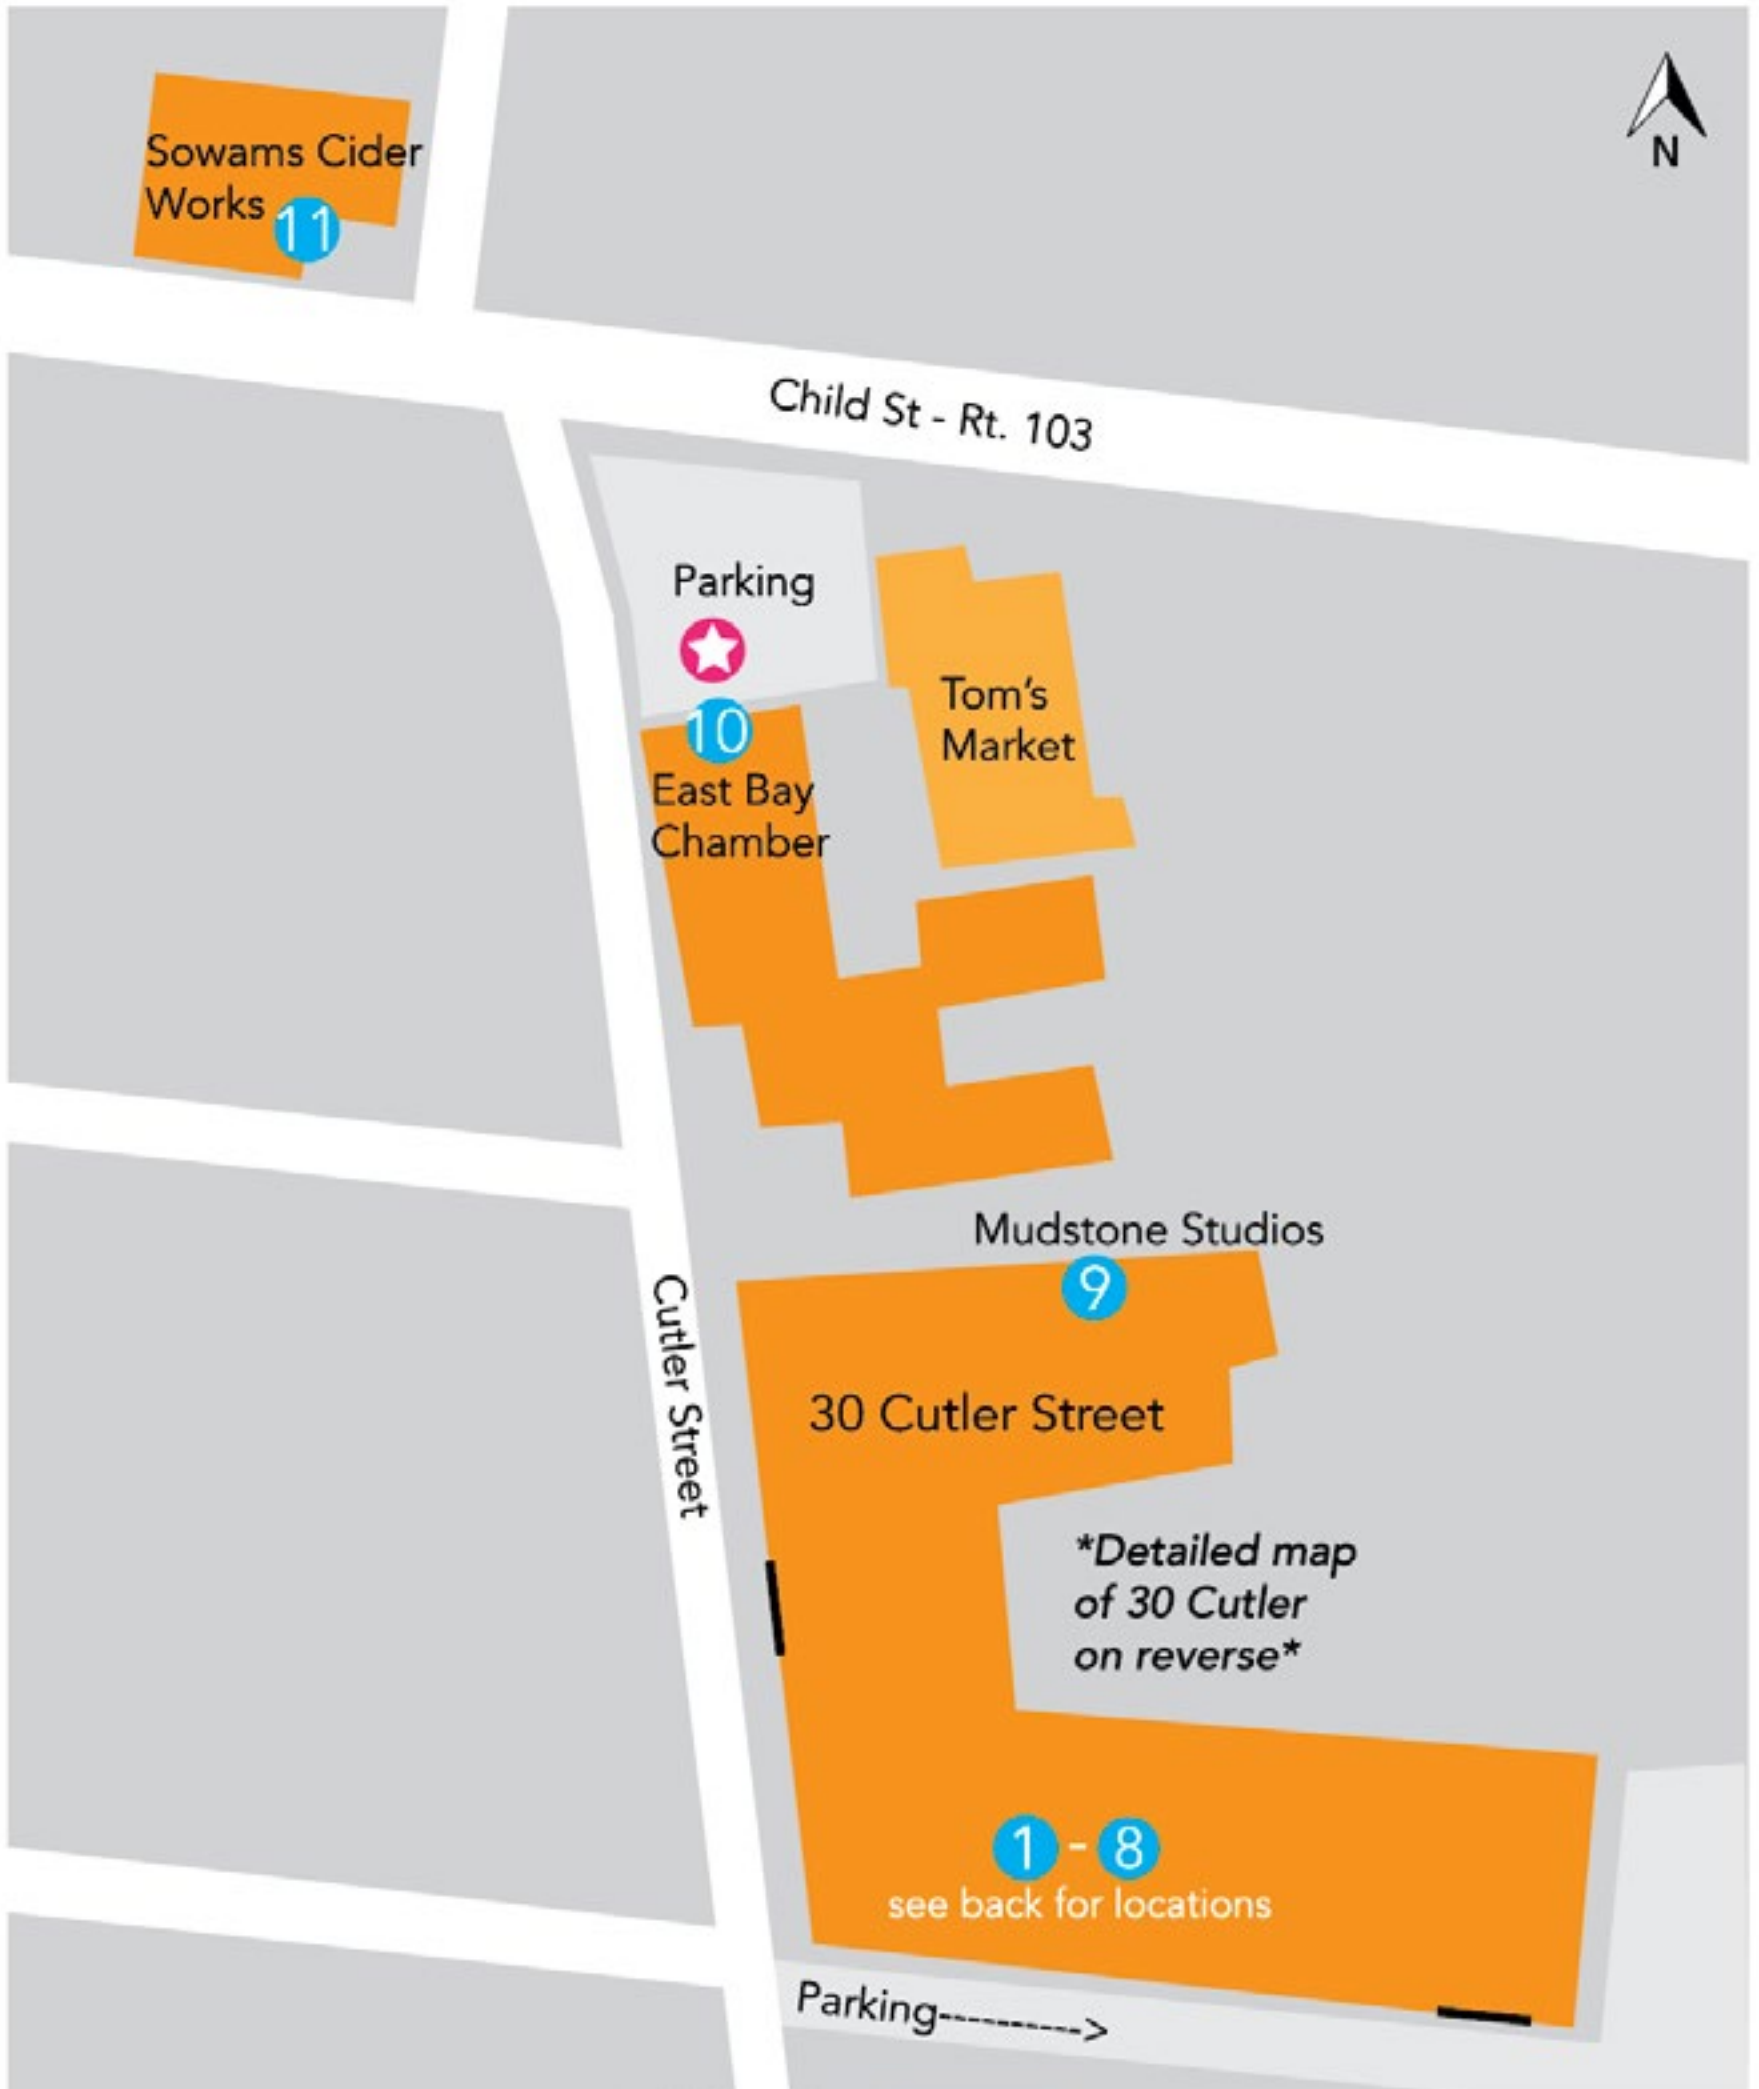 N
Sowams Cider
Works
11
Child St - Rt. 103
Parking
Tom's
Market
10
East Bay
Chamber
Mudstone Studios
9
Cutler Street
30 Cutler Street
*Detailed map
of 30 Cutler
on reverse*
1 - 8
see back for locations
Parking---------->